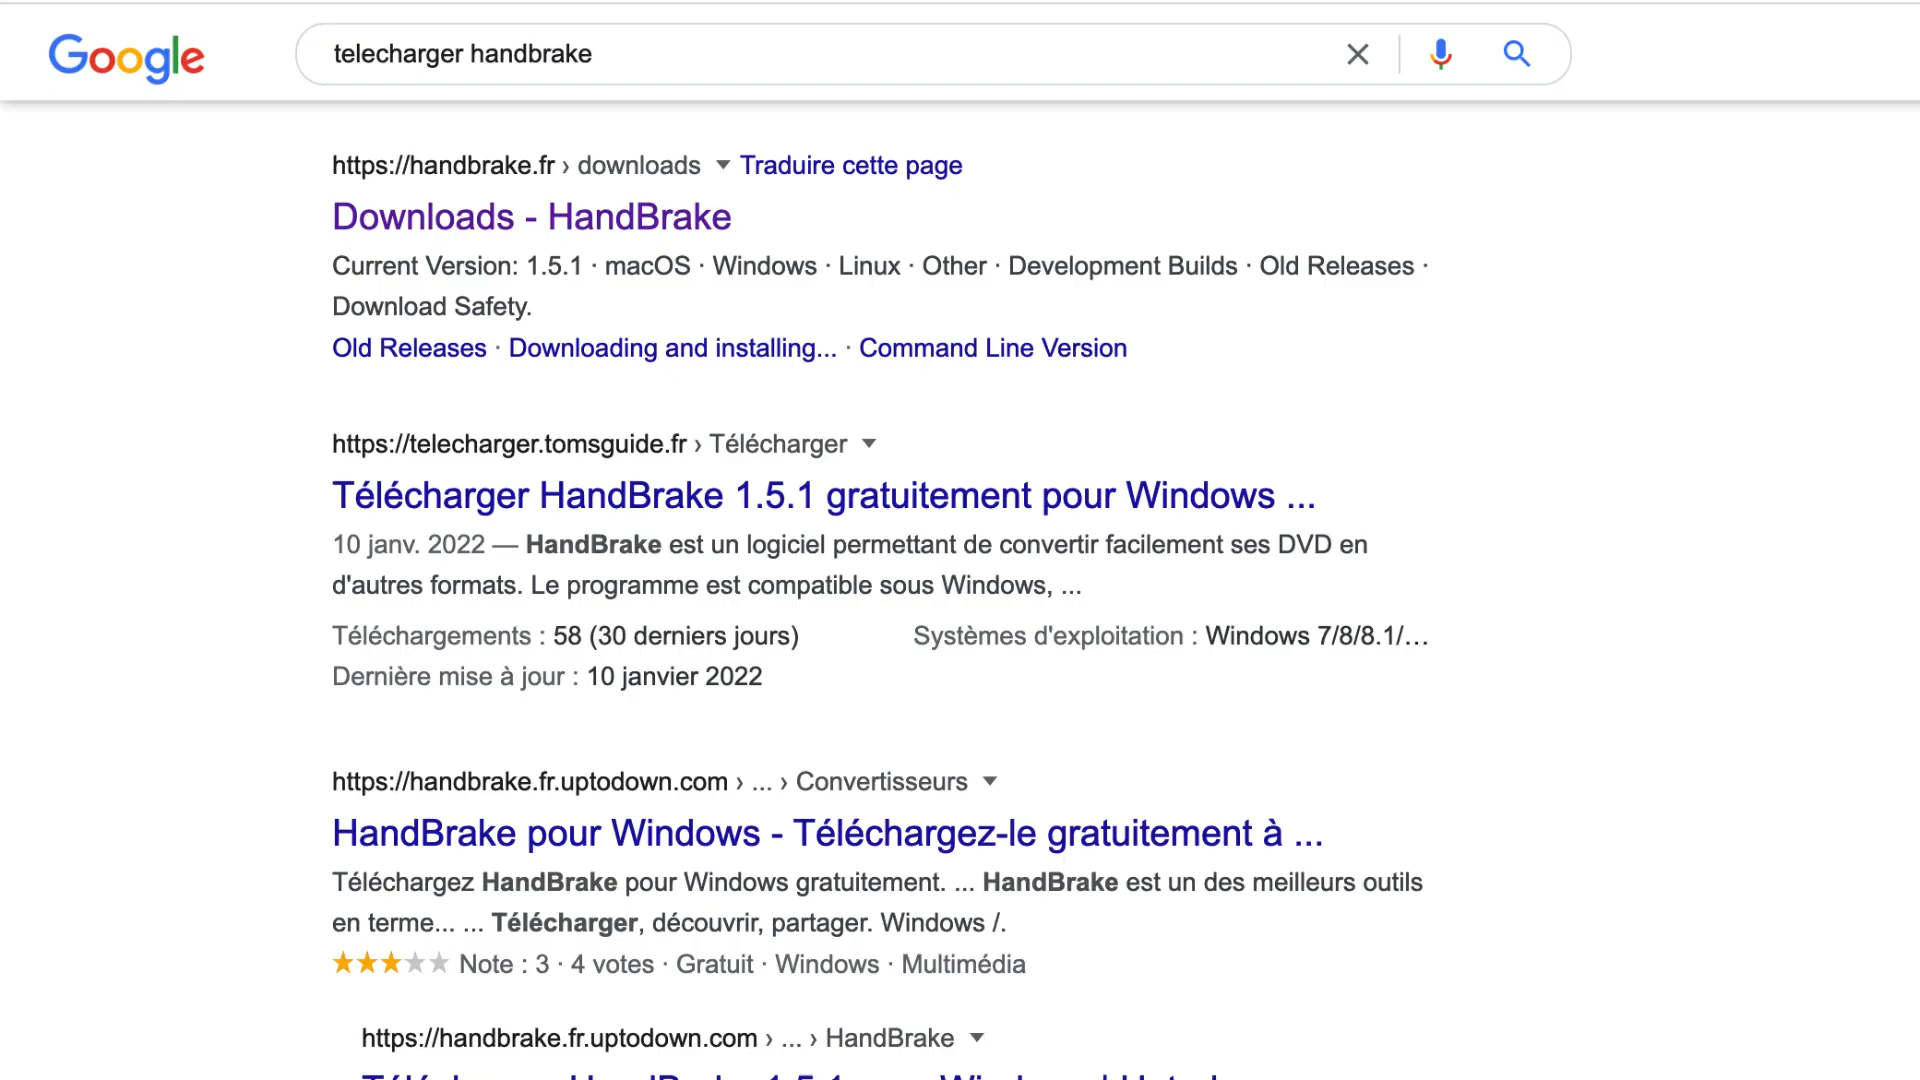 Google
telecharger handbrake
https://handbrake.fr › downloads Traduire cette page
Downloads - HandBrake
Current Version: 1.5.1 · macOS · Windows · Linux · Other · Development Builds · Old Releases ·
Download Safety.
Old Releases · Downloading and installing... · Command Line Version
https://telecharger.tomsguide.fr › Télécharger
Télécharger HandBrake 1.5.1 gratuitement pour Windows ...
10 janv. 2022 — HandBrake est un logiciel permettant de convertir facilement ses DVD en
d'autres formats. Le programme est compatible sous Windows, ...
Téléchargements : 58 (30 derniers jours) Systèmes d'exploitation : Windows 7/8/8.1/...
Dernière mise à jour : 10 janvier 2022
https://handbrake.fr.uptodown.com › ... › Convertisseurs
HandBrake pour Windows - Téléchargez-le gratuitement à ...
Téléchargez HandBrake pour Windows gratuitement. ... HandBrake est un des meilleurs outils
en terme... ... Télécharger, découvrir, partager. Windows /.
Note : 3 · 4 votes · Gratuit · Windows · Multimédia
https://handbrake.fr.uptodown.com › ... › HandBrake